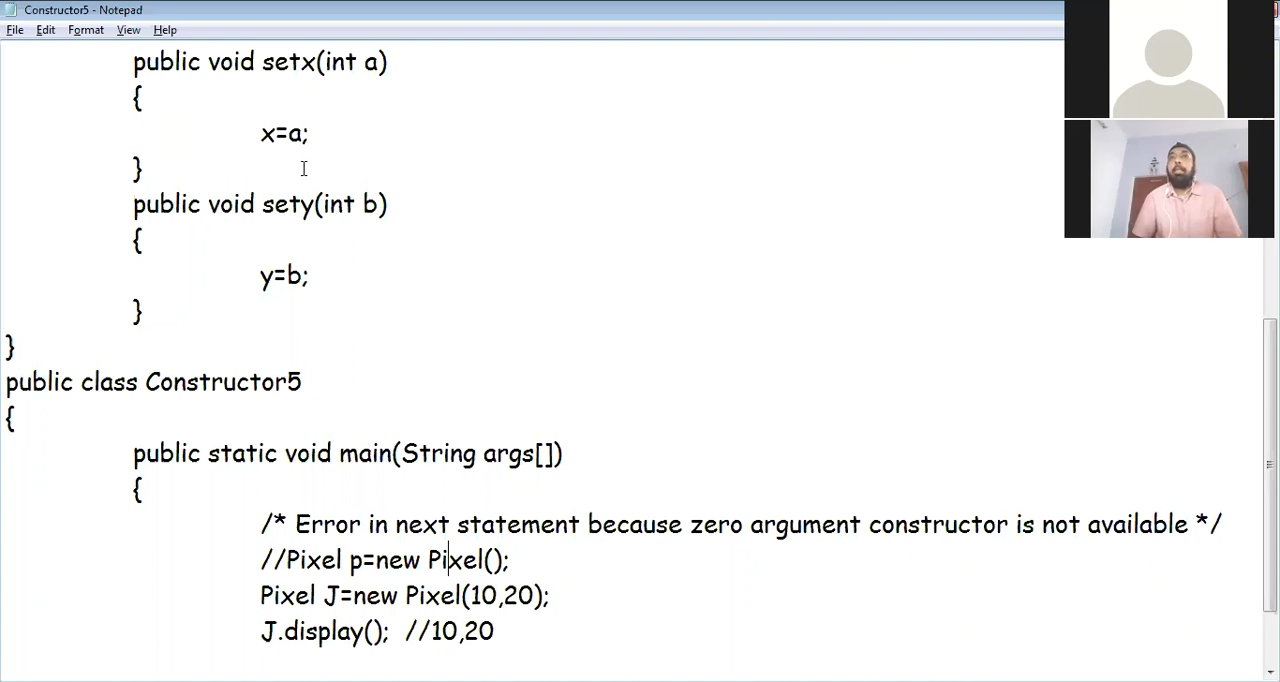 Constructor5 - Notepad
File Edit Format View Help
public void setx(int a)
{
x=a;
}
public void sety(int b)
{
y=b;
}
}
public class Constructor5
{
public static void main(String args[])
{
/* Error in next statement because zero argument constructor is not available */
//Pixel p=new Pixel();
Pixel J=new Pixel(10,20);
J.display(); //10,20